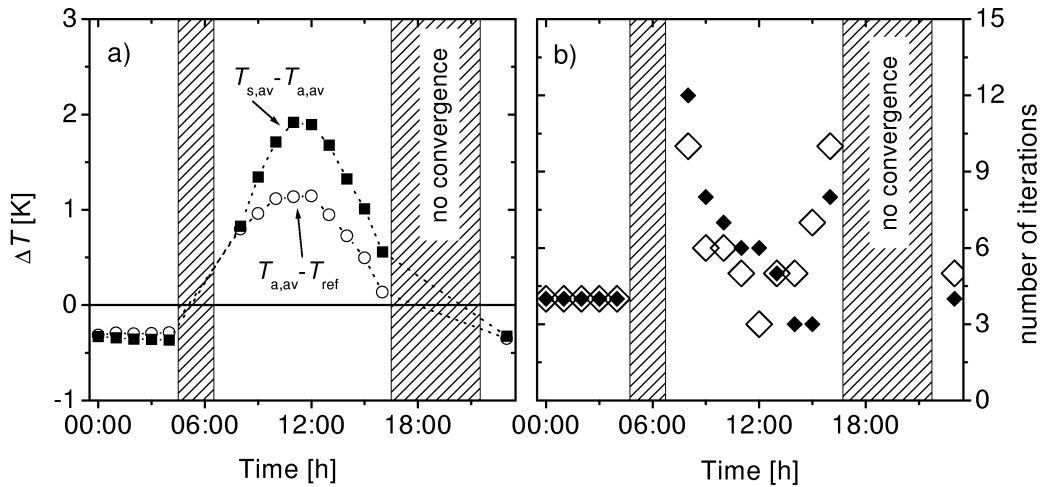 a)
T_s,av - T_a,av
T_a,av - T_ref
no convergence
3
2
1
0
-1
ΔT [K]
00:00 06:00 12:00 18:00
Time [h]
b)
no convergence
15
12
9
6
3
0
number of iterations
00:00 06:00 12:00 18:00
Time [h]